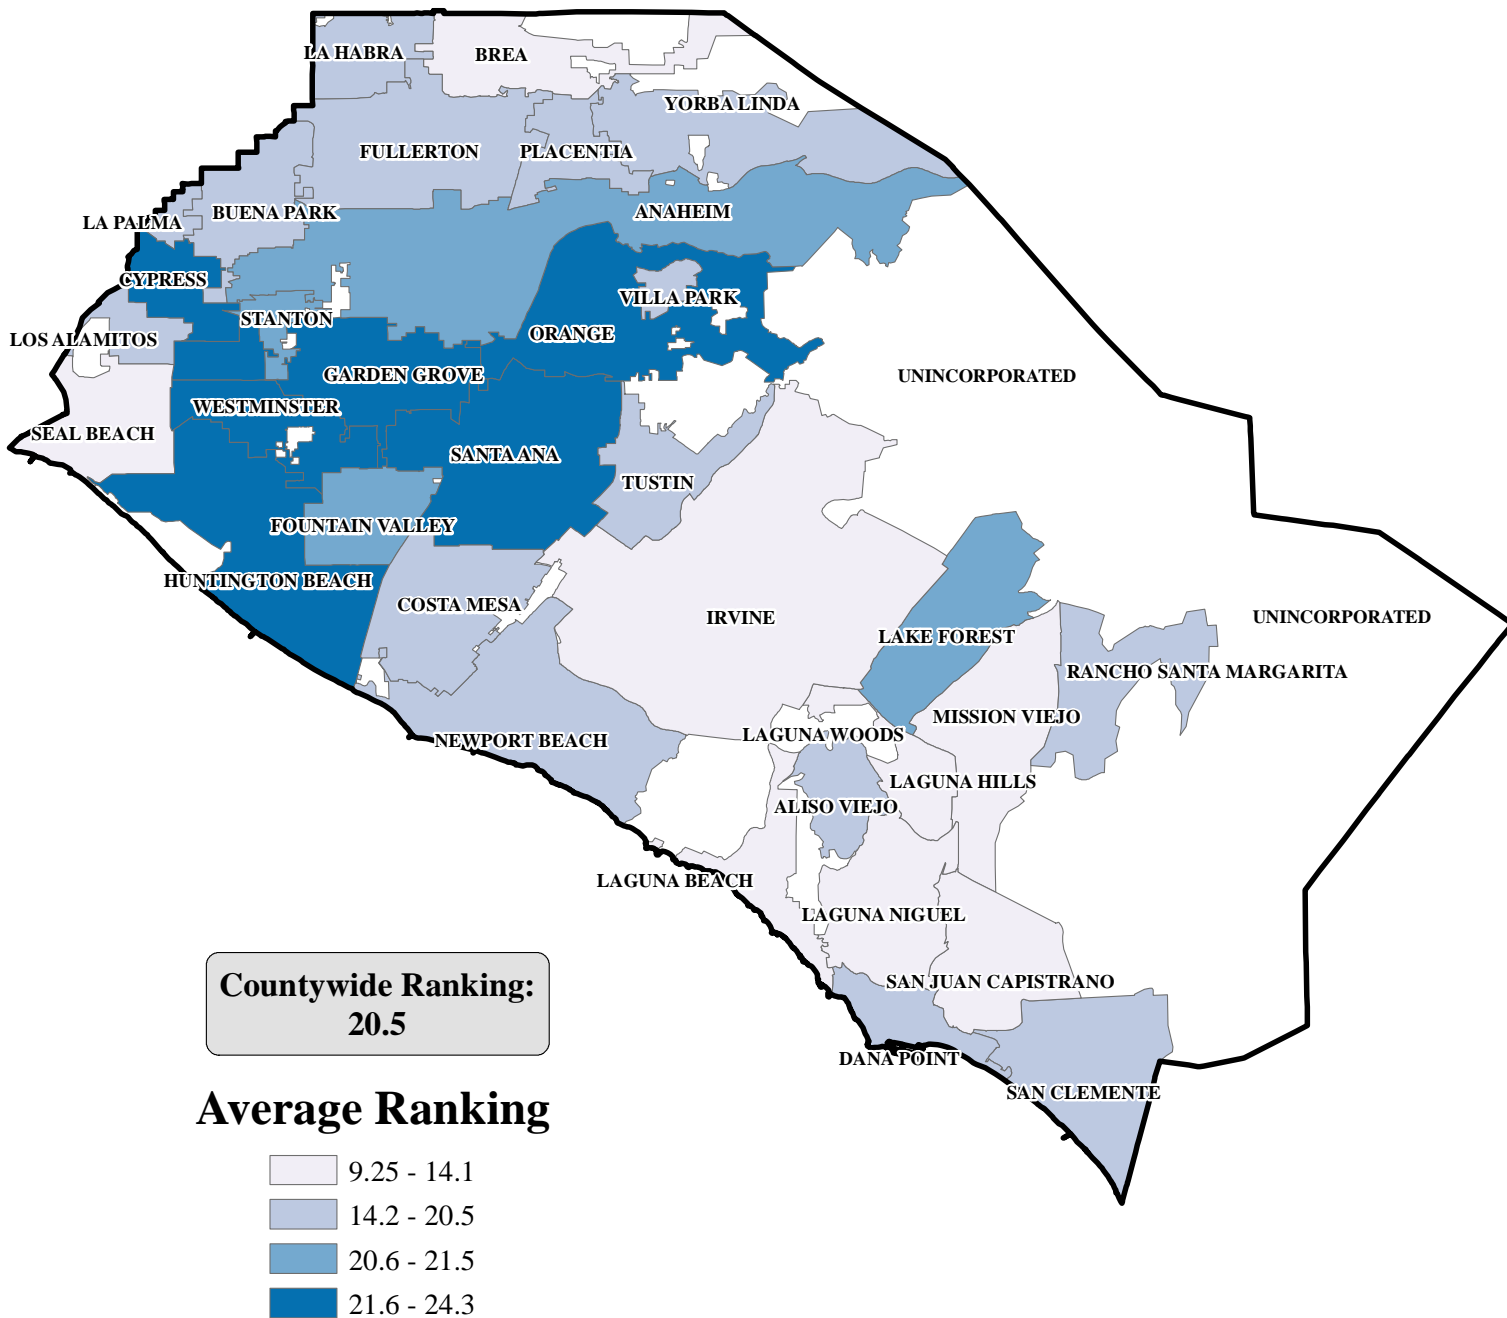 LA HABRA
BREA
YORBA LINDA
FULLERTON
PLACENTIA
BUENA PARK
ANAHEIM
LA PALMA
CYPRESS
VILLA PARK
STANTON
ORANGE
LOS ALAMITOS
GARDEN GROVE
UNINCORPORATED
WESTMINSTER
SEAL BEACH
SANTA ANA
TUSTIN
FOUNTAIN VALLEY
HUNTINGTON BEACH
COSTA MESA
IRVINE
UNINCORPORATED
LAKE FOREST
RANCHO SANTA MARGARITA
MISSION VIEJO
LAGUNA WOODS
NEWPORT BEACH
LAGUNA HILLS
ALISO VIEJO
LAGUNA BEACH
LAGUNA NIGUEL
SAN JUAN CAPISTRANO
DANA POINT
SAN CLEMENTE
Countywide Ranking:
20.5
Average Ranking
9.25 - 14.1
14.2 - 20.5
20.6 - 21.5
21.6 - 24.3